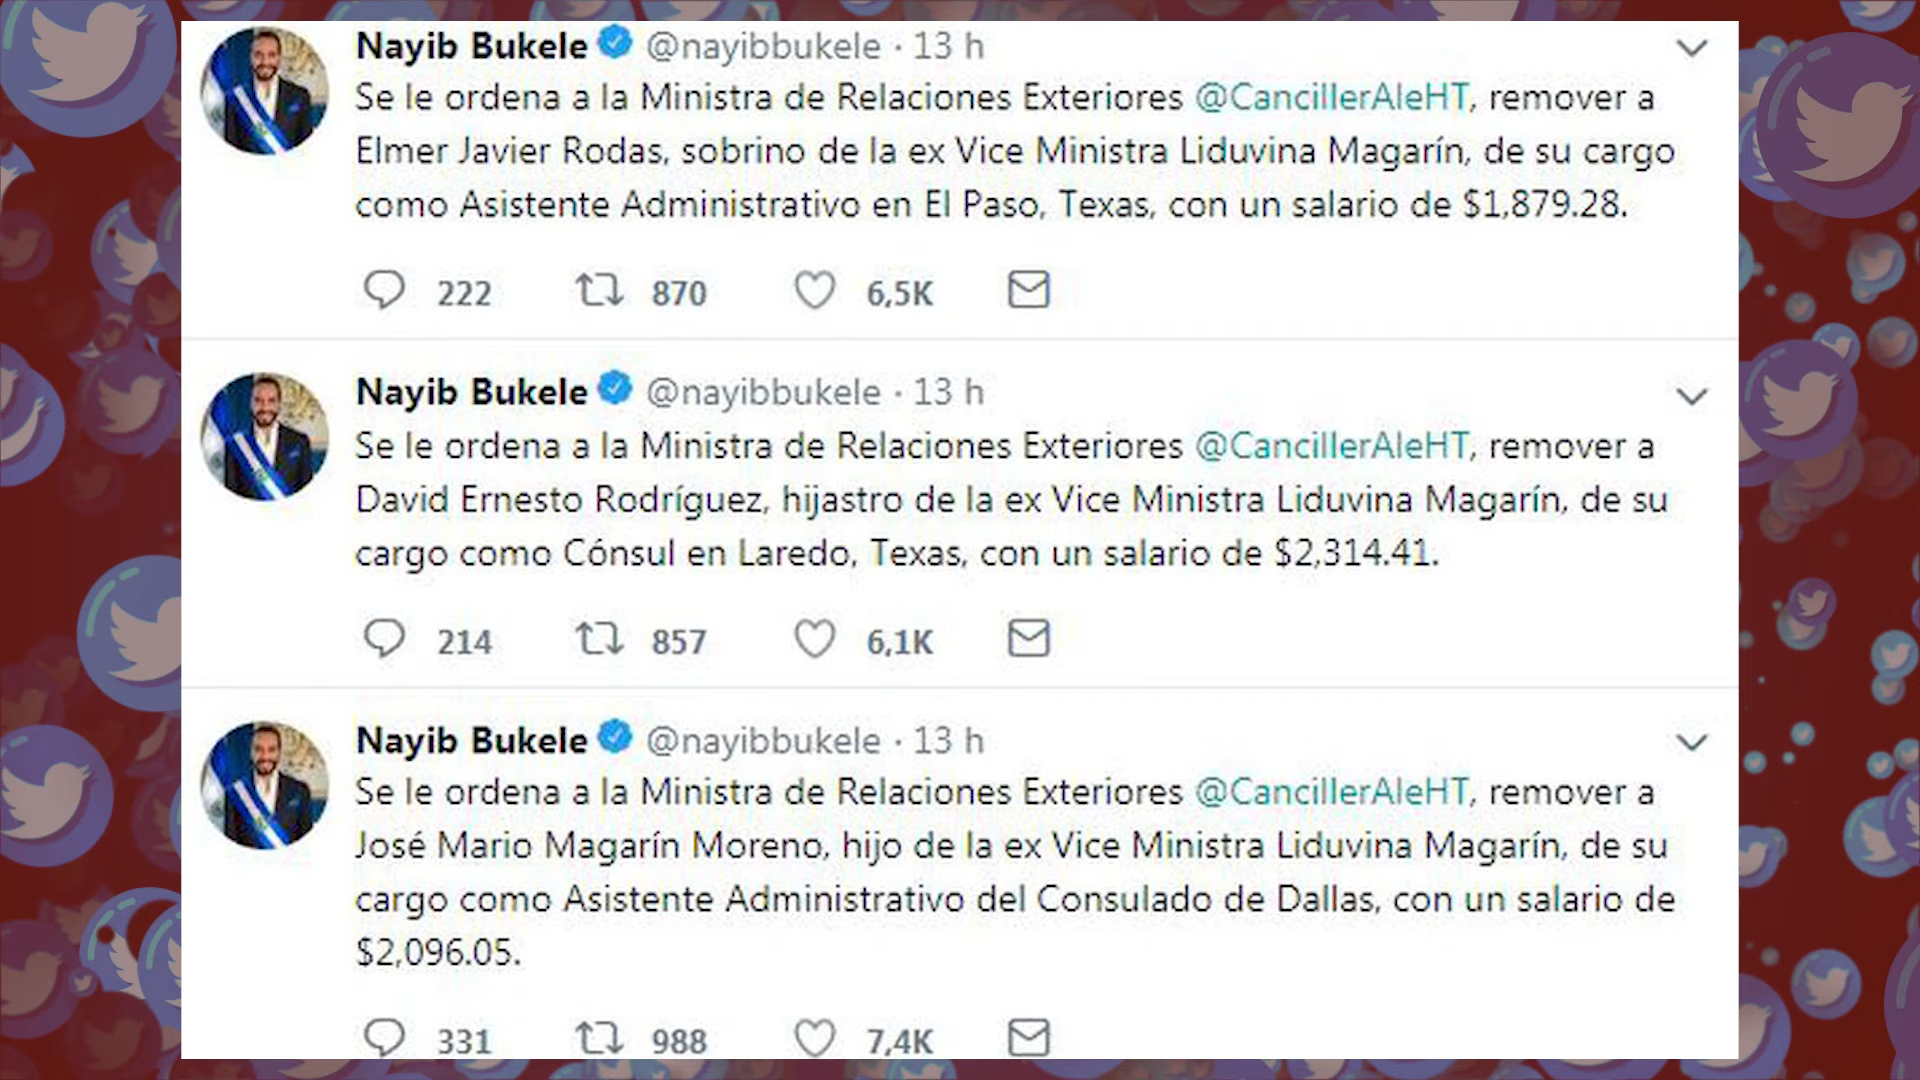 Nayib Bukele @nayibbukele · 13 h
Se le ordena a la Ministra de Relaciones Exteriores @CancillerAleHT, remover a
Elmer Javier Rodas, sobrino de la ex Vice Ministra Liduvina Magarín, de su cargo
como Asistente Administrativo en El Paso, Texas, con un salario de $1,879.28.
222 870 6,5K
Nayib Bukele @nayibbukele · 13 h
Se le ordena a la Ministra de Relaciones Exteriores @CancillerAleHT, remover a
David Ernesto Rodríguez, hijastro de la ex Vice Ministra Liduvina Magarín, de su
cargo como Cónsul en Laredo, Texas, con un salario de $2,314.41.
214 857 6,1K
Nayib Bukele @nayibbukele · 13 h
Se le ordena a la Ministra de Relaciones Exteriores @CancillerAleHT, remover a
José Mario Magarín Moreno, hijo de la ex Vice Ministra Liduvina Magarín, de su
cargo como Asistente Administrativo del Consulado de Dallas, con un salario de
$2,096.05.
331 988 7,4K